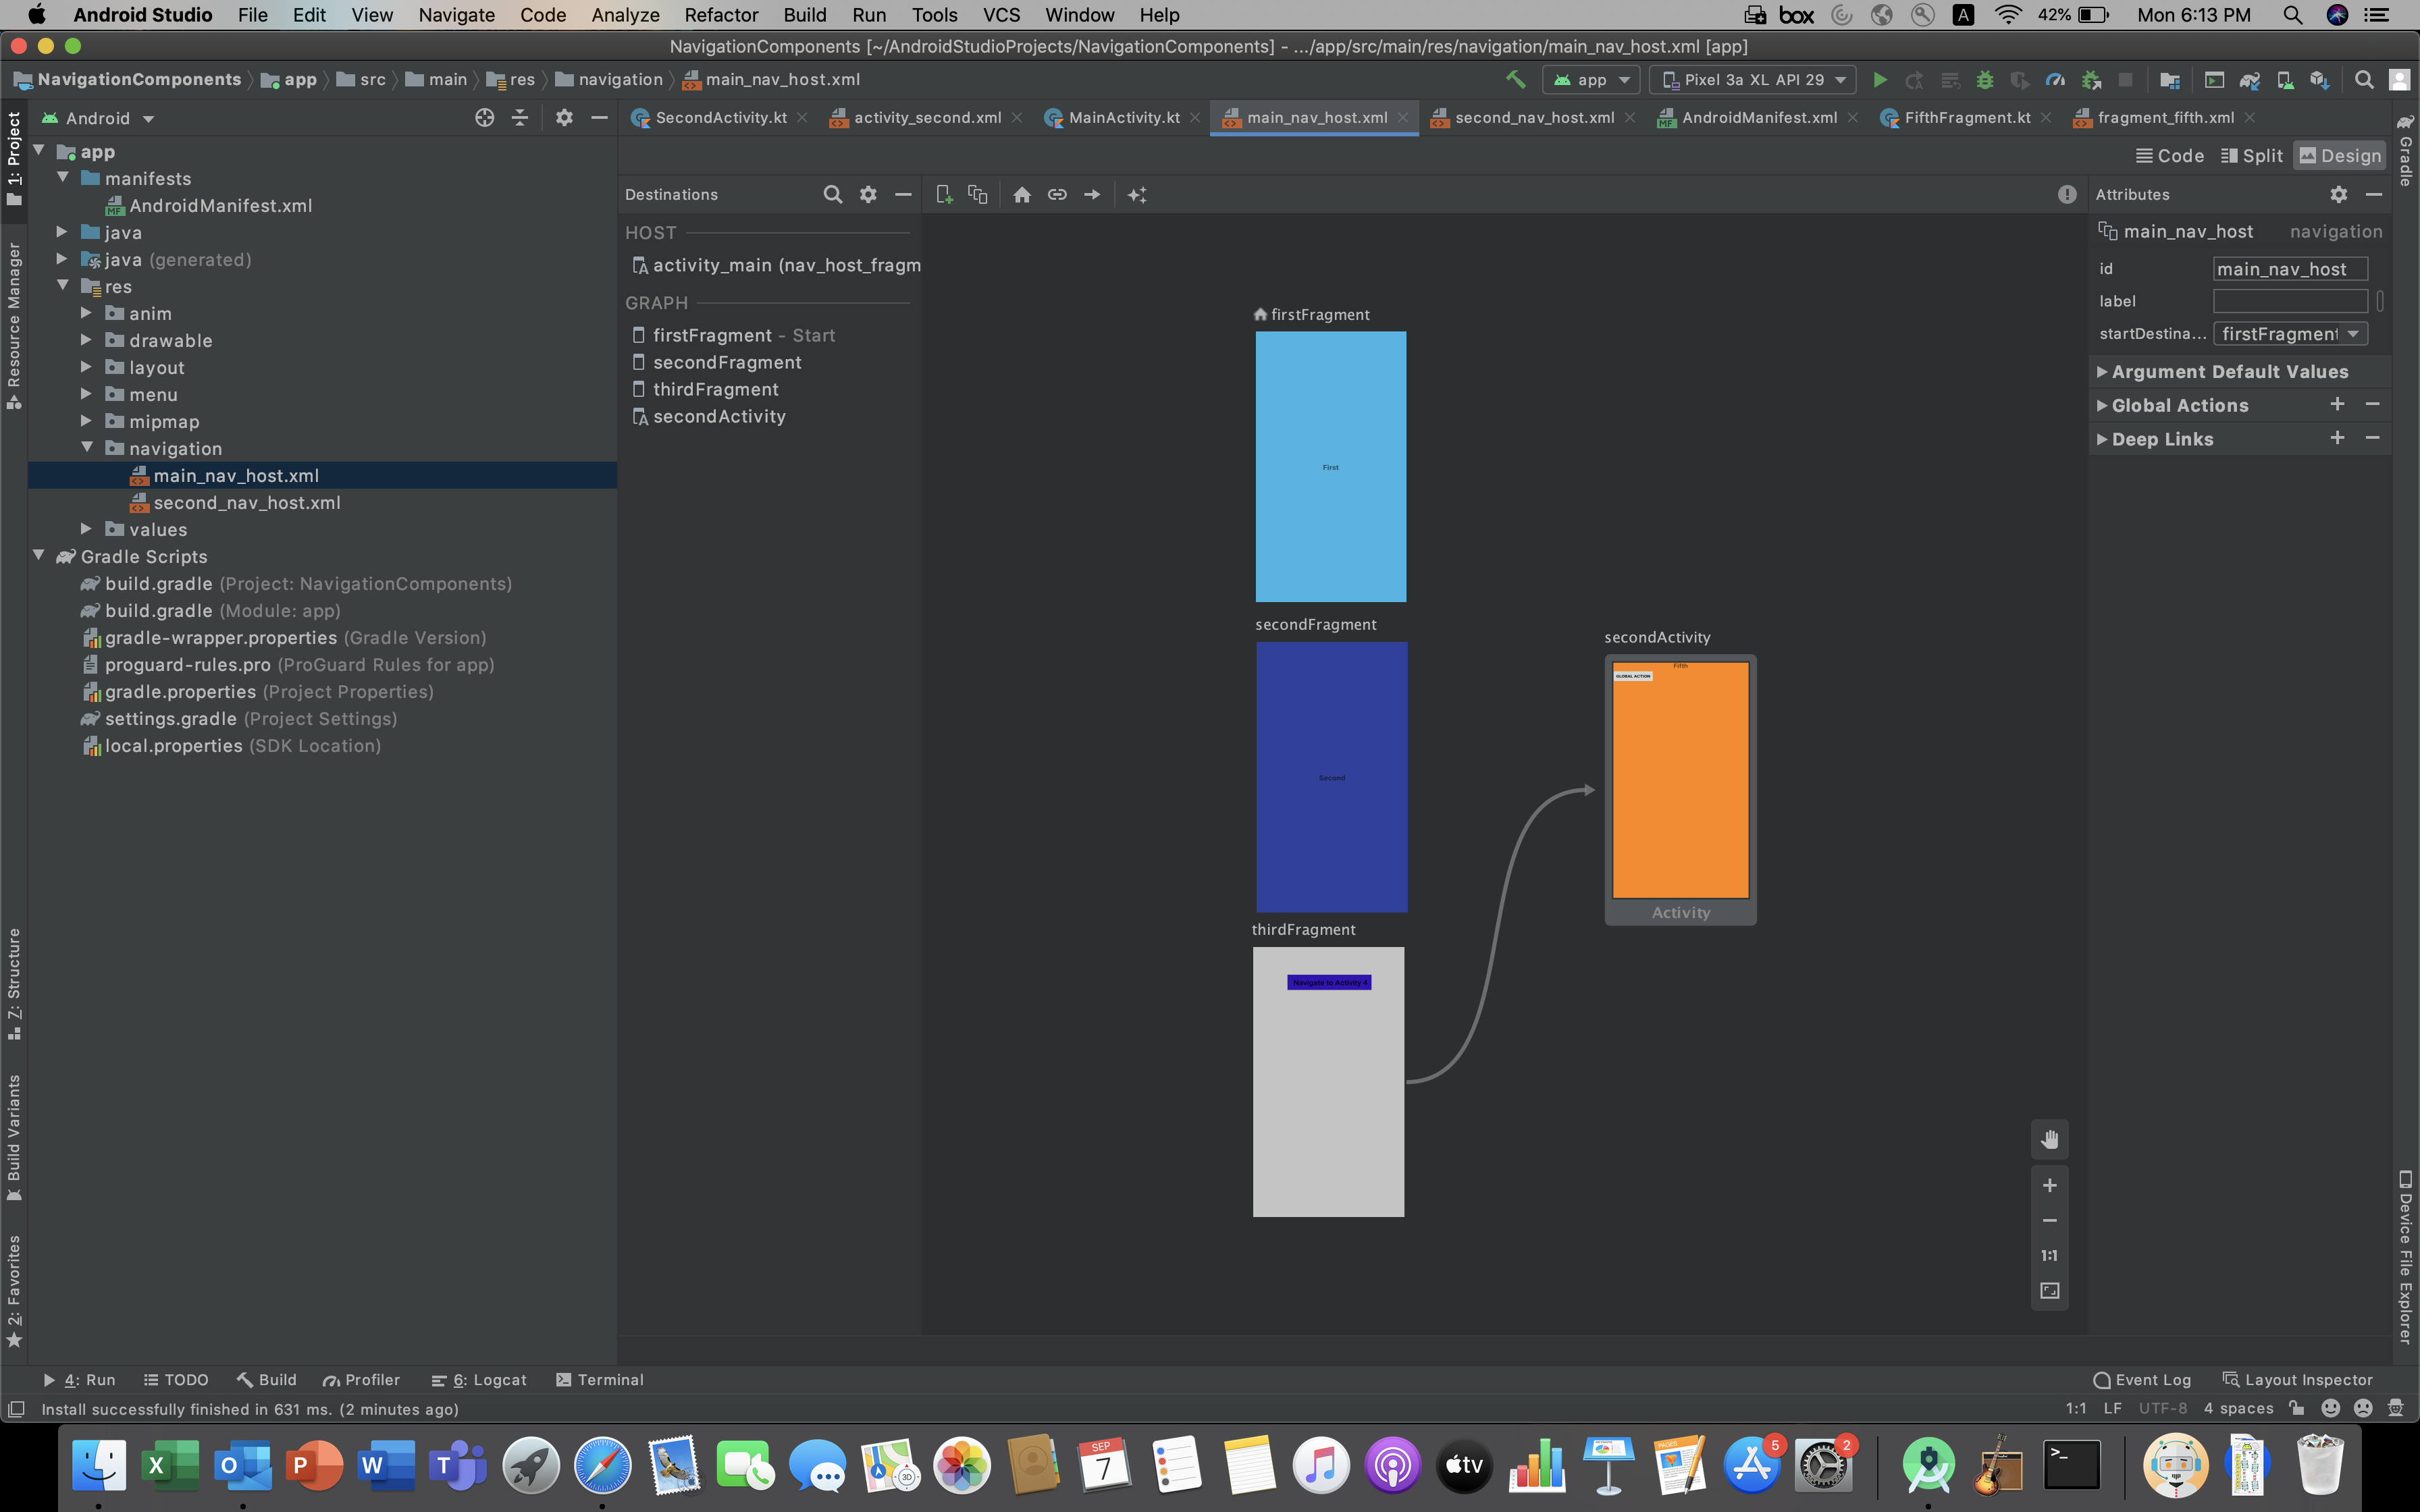 Android Studio File Edit View Navigate Code Analyze Refactor Build Run Tools VCS Window Help
box A 42% Mon 6:13 PM
NavigationComponents [~/AndroidStudioProjects/NavigationComponents] - .../app/src/main/res/navigation/main_nav_host.xml [app]
NavigationComponents app src main res navigation main_nav_host.xml
app Pixel 3a XL API 29
Android
SecondActivity.kt activity_second.xml MainActivity.kt main_nav_host.xml second_nav_host.xml AndroidManifest.xml FifthFragment.kt fragment_fifth.xml
Code Split Design
1: Project
Resource Manager
7: Structure
Build Variants
2: Favorites
app
manifests
AndroidManifest.xml
java
java (generated)
res
anim
drawable
layout
menu
mipmap
navigation
main_nav_host.xml
second_nav_host.xml
values
Gradle Scripts
build.gradle (Project: NavigationComponents)
build.gradle (Module: app)
gradle-wrapper.properties (Gradle Version)
proguard-rules.pro (ProGuard Rules for app)
gradle.properties (Project Properties)
settings.gradle (Project Settings)
local.properties (SDK Location)
Destinations
HOST
activity_main (nav_host_fragm
GRAPH
firstFragment - Start
secondFragment
thirdFragment
secondActivity
firstFragment
First
secondFragment
Second
thirdFragment
Navigate to Activity 4
secondActivity
Fifth
GLOBAL ACTION
Activity
1:1
Attributes
main_nav_host navigation
id main_nav_host
label
startDestina... firstFragment
Argument Default Values
Global Actions
Deep Links
Gradle
Device File Explorer
4: Run TODO Build Profiler 6: Logcat Terminal
Event Log Layout Inspector
Install successfully finished in 631 ms. (2 minutes ago)
1:1 LF UTF-8 4 spaces
X O P W T 3D SEP 7 tv PAGES 5 2 >_